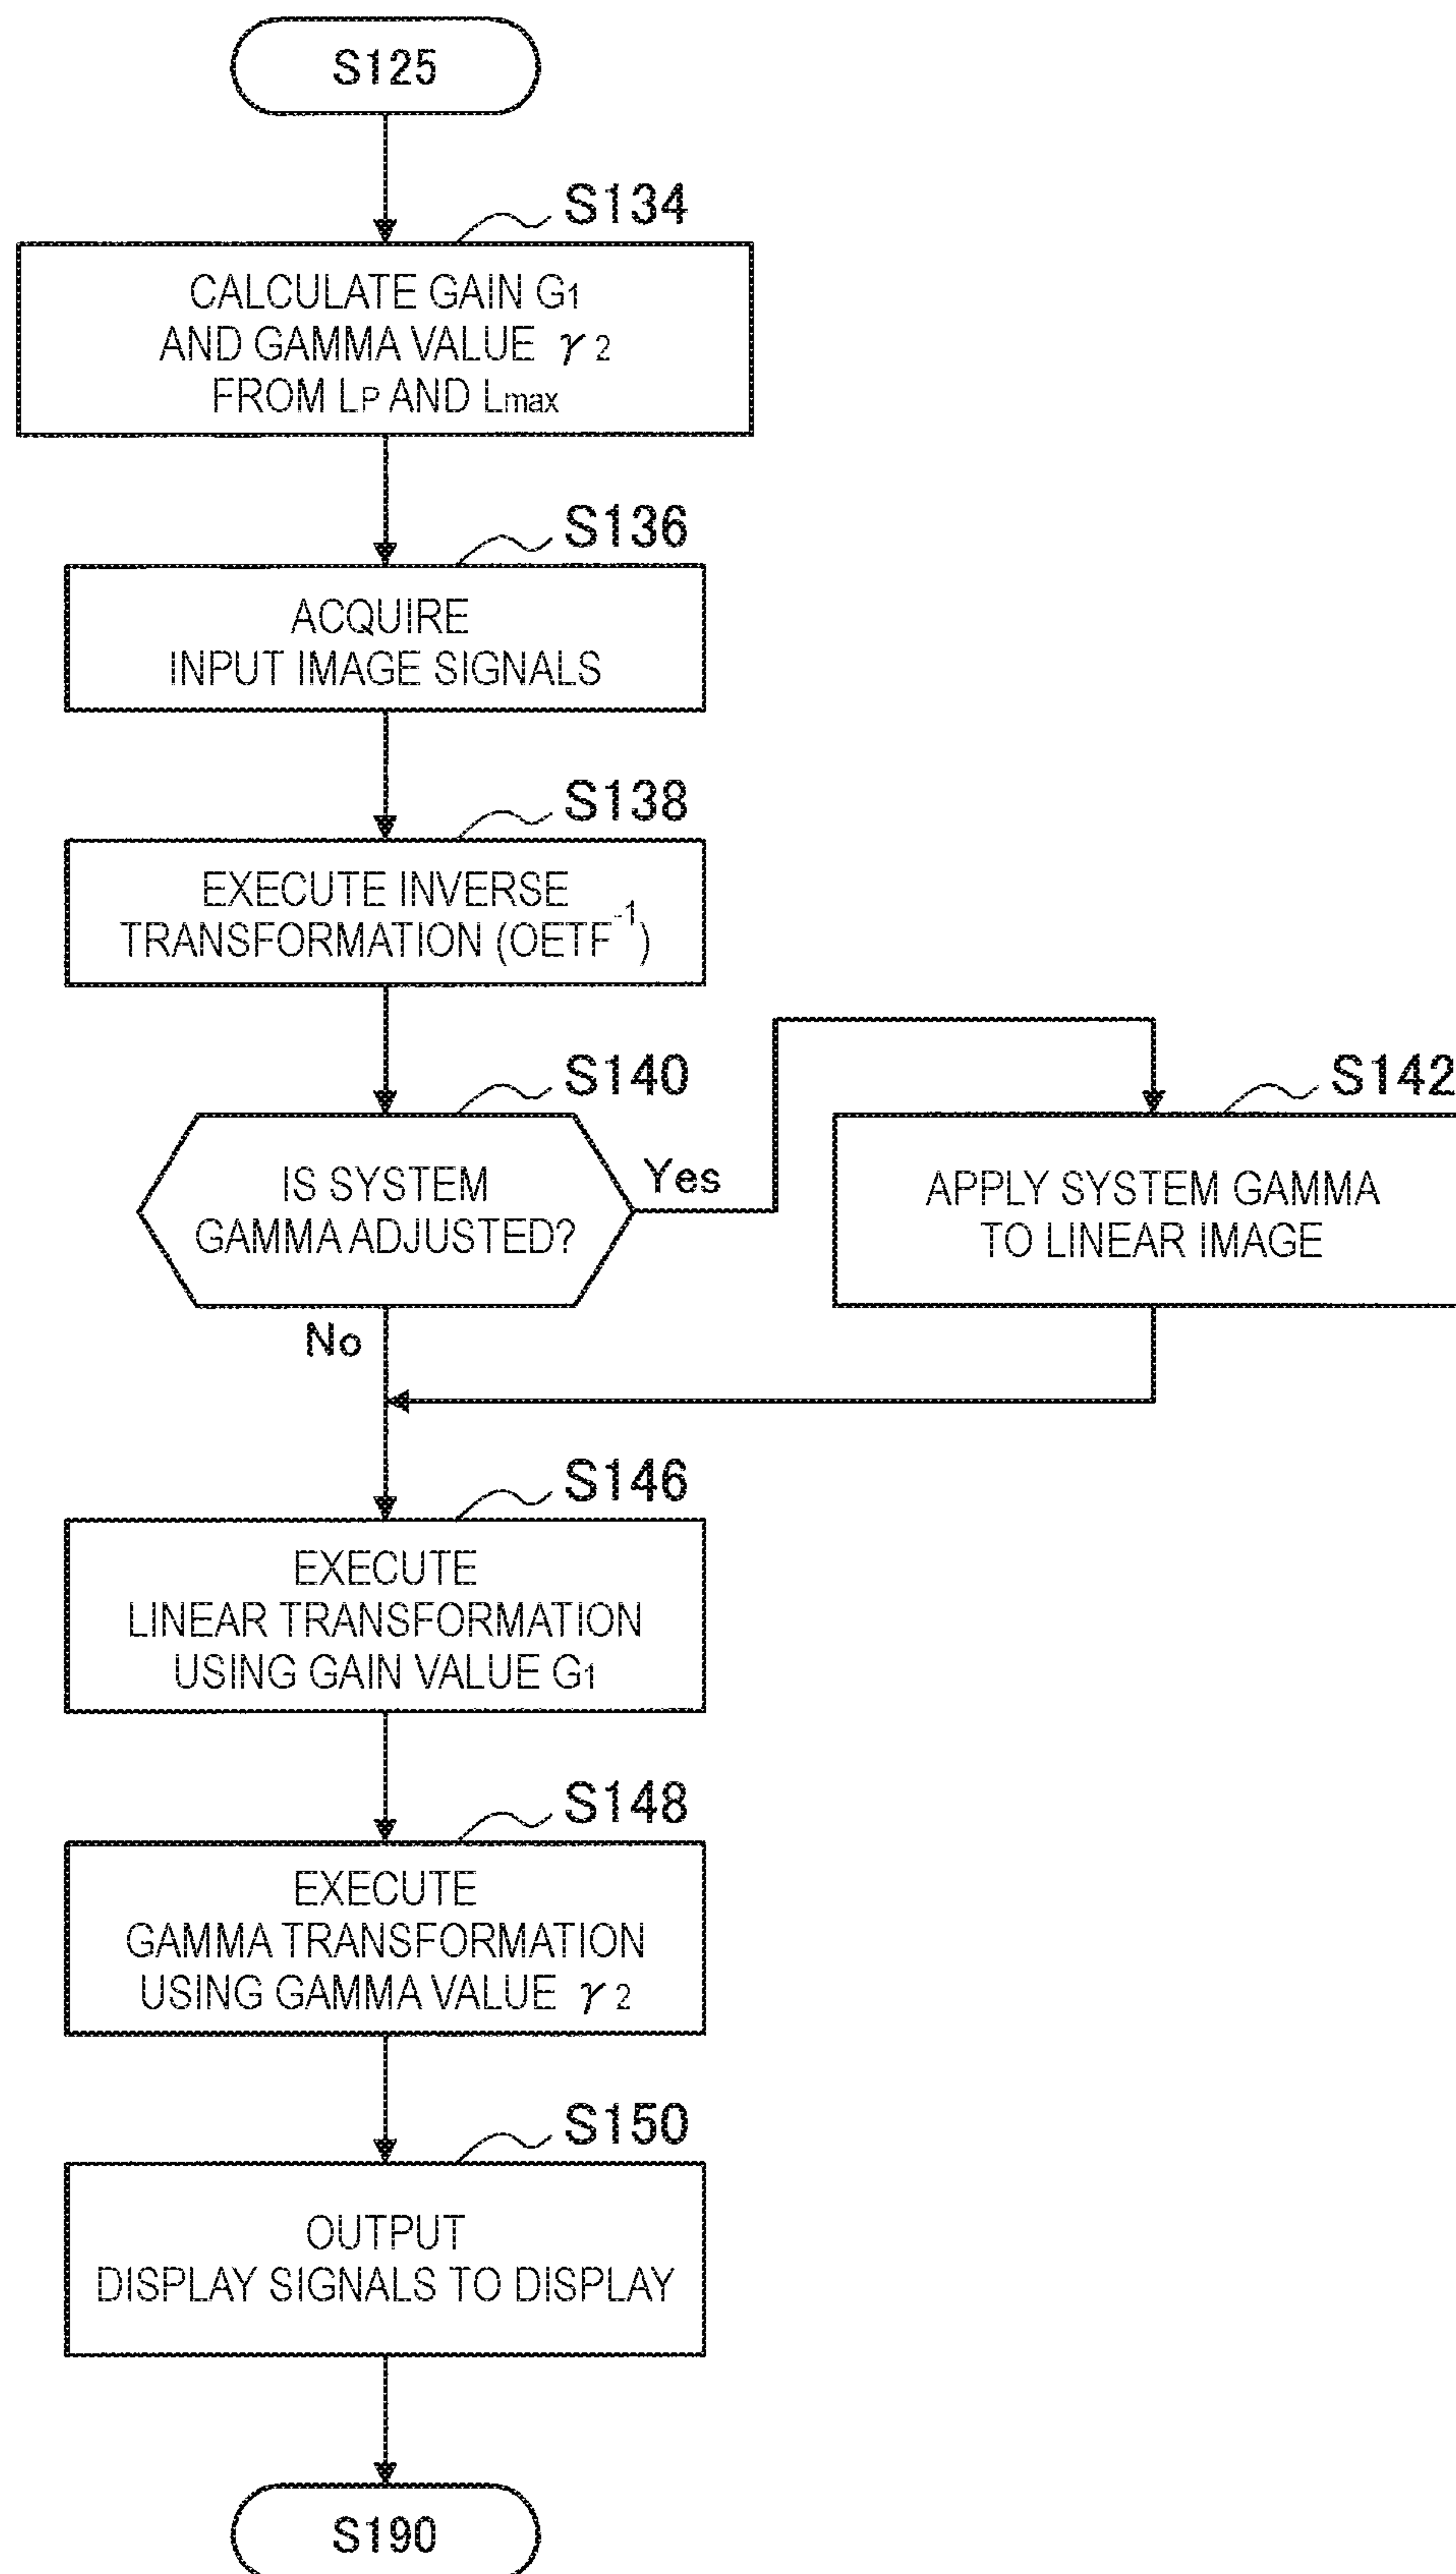 S125
S134
CALCULATE GAIN G1
AND GAMMA VALUE γ2
FROM LP AND Lmax
S136
ACQUIRE
INPUT IMAGE SIGNALS
S138
EXECUTE INVERSE
TRANSFORMATION (OETF⁻¹)
S140
IS SYSTEM
GAMMA ADJUSTED?
Yes
No
S142
APPLY SYSTEM GAMMA
TO LINEAR IMAGE
S146
EXECUTE
LINEAR TRANSFORMATION
USING GAIN VALUE G1
S148
EXECUTE
GAMMA TRANSFORMATION
USING GAMMA VALUE γ2
S150
OUTPUT
DISPLAY SIGNALS TO DISPLAY
S190